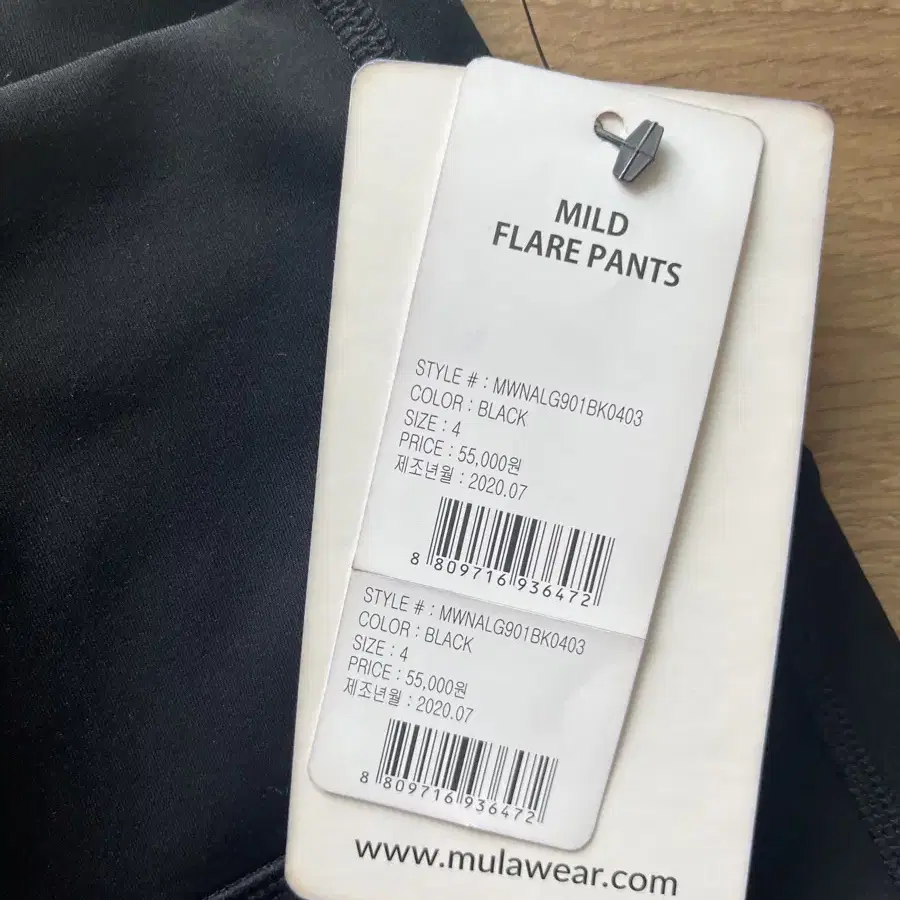 MILD
FLARE PANTS
STYLE # : MWNALG901BK0403
COLOR : BLACK
SIZE : 4
PRICE : 55,000원
제조년월 : 2020.07
8 809716 936472
STYLE # : MWNALG901BK0403
COLOR : BLACK
SIZE : 4
PRICE : 55,000원
제조년월 : 2020.07
8 809716 936472
www.mulawear.com